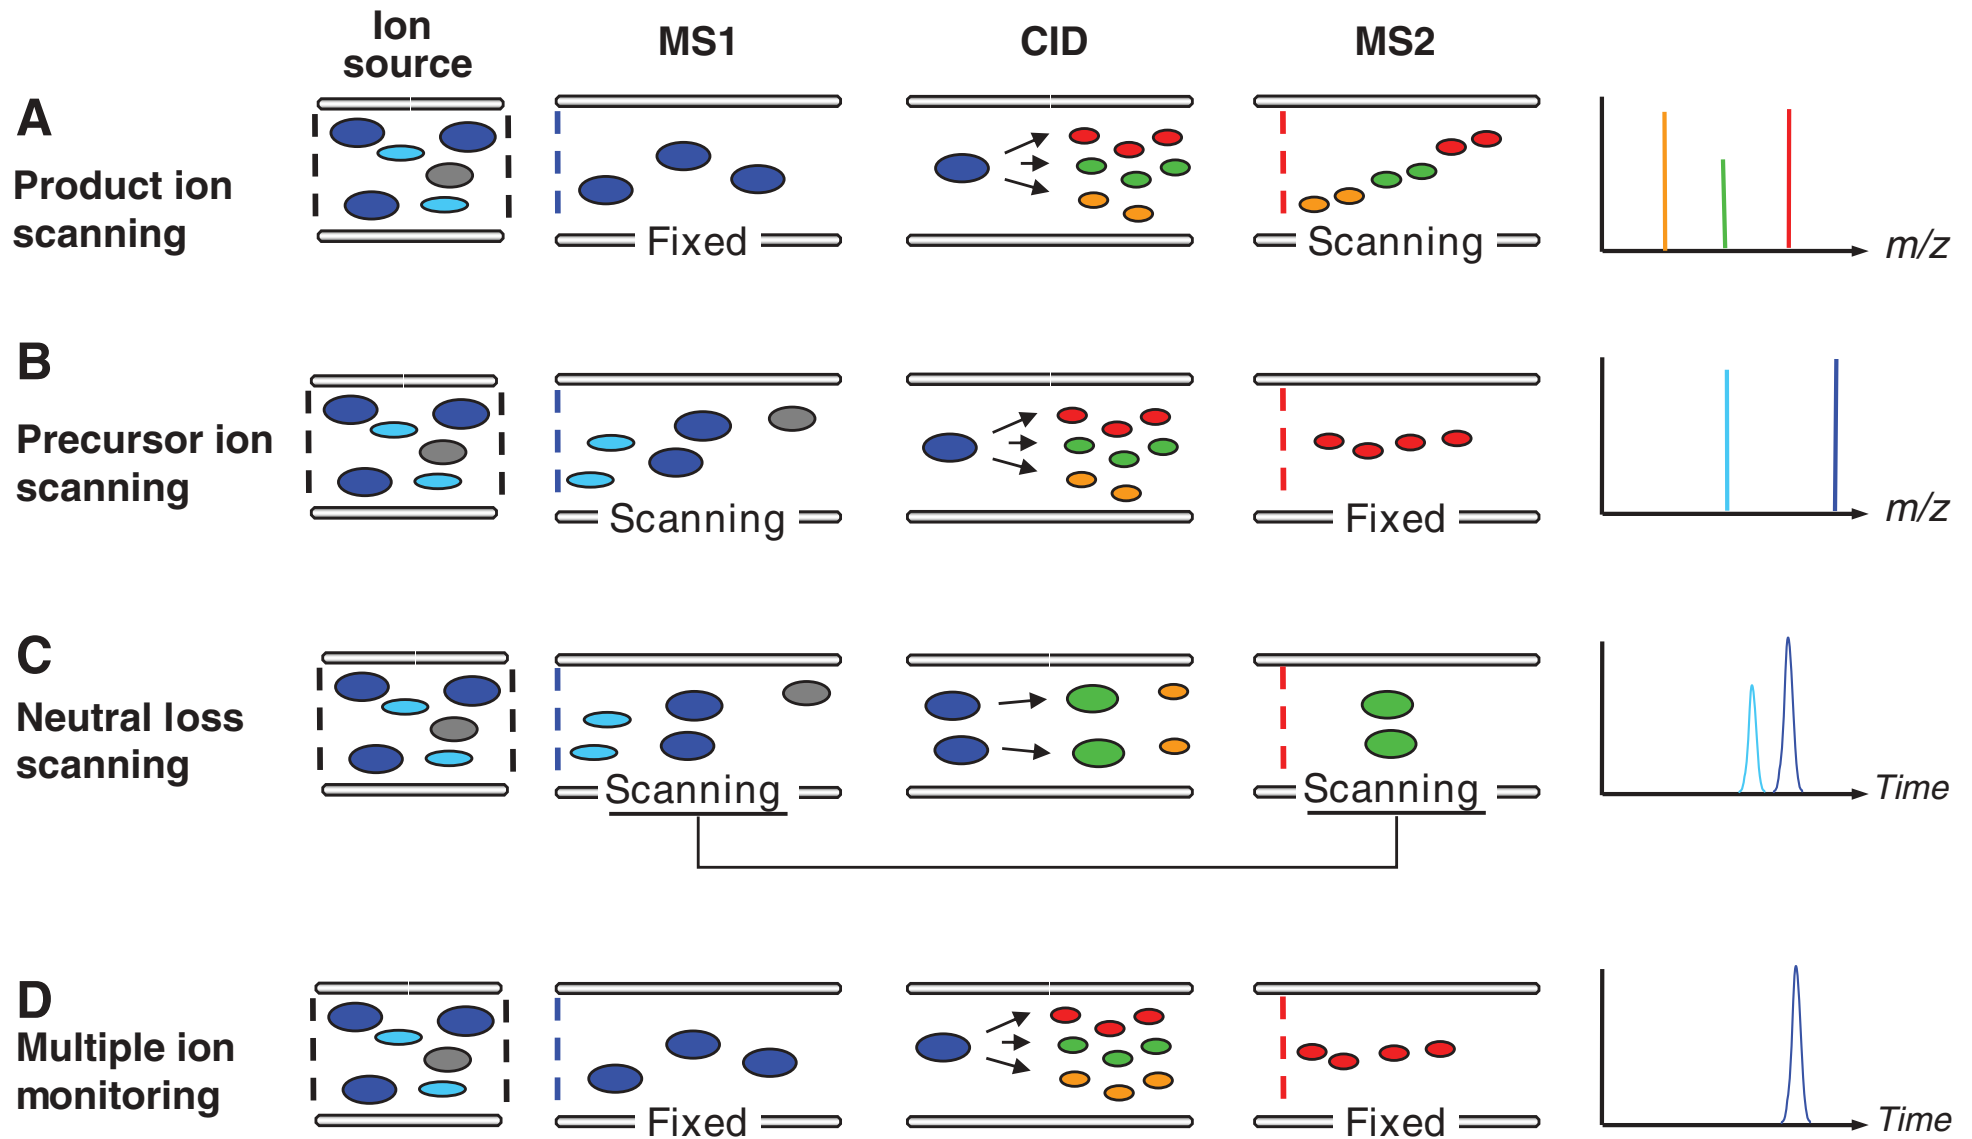 Ion
source
MS1
CID
MS2
A
Product ion
scanning
Fixed
Scanning
m/z
B
Precursor ion
scanning
Scanning
Fixed
m/z
C
Neutral loss
scanning
Scanning
Scanning
Time
D
Multiple ion
monitoring
Fixed
Fixed
Time